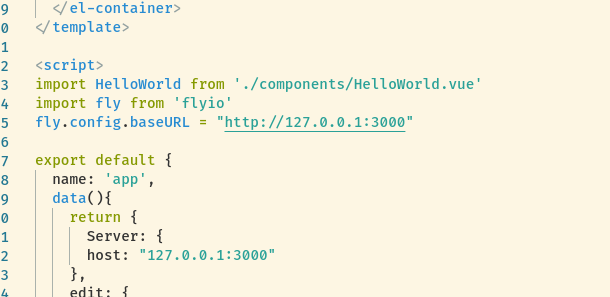 9 </el-container>
0 </template>
1
2 <script>
3 import HelloWorld from './components/HelloWorld.vue'
4 import fly from 'flyio'
5 fly.config.baseURL = "http://127.0.0.1:3000"
6
7 export default {
8 name: 'app',
9 data(){
0 return {
1 Server: {
2 host: "127.0.0.1:3000"
3 },
4 edit: {